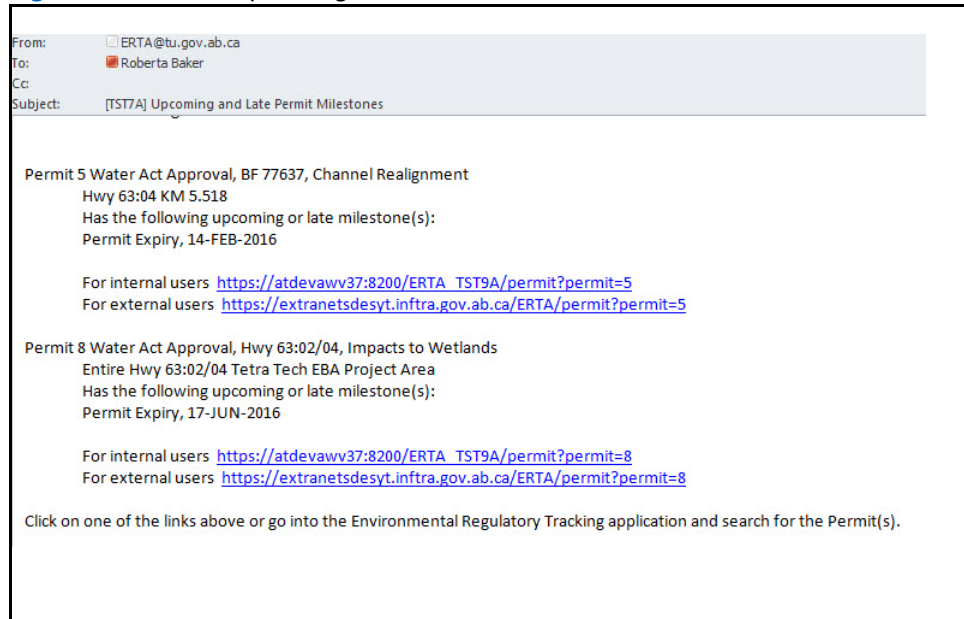 From: ERTA@tu.gov.ab.ca
To: Roberta Baker
Cc:
Subject: [TST7A] Upcoming and Late Permit Milestones
Permit 5 Water Act Approval, BF 77637, Channel Realignment
Hwy 63:04 KM 5.518
Has the following upcoming or late milestone(s):
Permit Expiry, 14-FEB-2016
For internal users https://atdevawv37:8200/ERTA_TST9A/permit?permit=5
For external users https://extranetsdesyt.inftra.gov.ab.ca/ERTA/permit?permit=5
Permit 8 Water Act Approval, Hwy 63:02/04, Impacts to Wetlands
Entire Hwy 63:02/04 Tetra Tech EBA Project Area
Has the following upcoming or late milestone(s):
Permit Expiry, 17-JUN-2016
For internal users https://atdevawv37:8200/ERTA_TST9A/permit?permit=8
For external users https://extranetsdesyt.inftra.gov.ab.ca/ERTA/permit?permit=8
Click on one of the links above or go into the Environmental Regulatory Tracking application and search for the Permit(s).